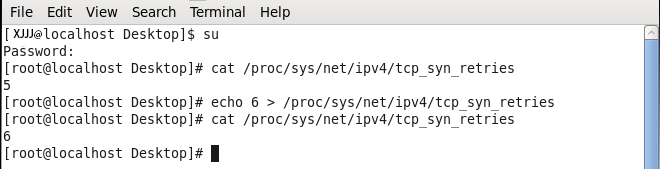 File Edit View Search Terminal Help
[ XJJJ@localhost Desktop]$ su
Password:
[root@localhost Desktop]# cat /proc/sys/net/ipv4/tcp_syn_retries
5
[root@localhost Desktop]# echo 6 > /proc/sys/net/ipv4/tcp_syn_retries
[root@localhost Desktop]# cat /proc/sys/net/ipv4/tcp_syn_retries
6
[root@localhost Desktop]#